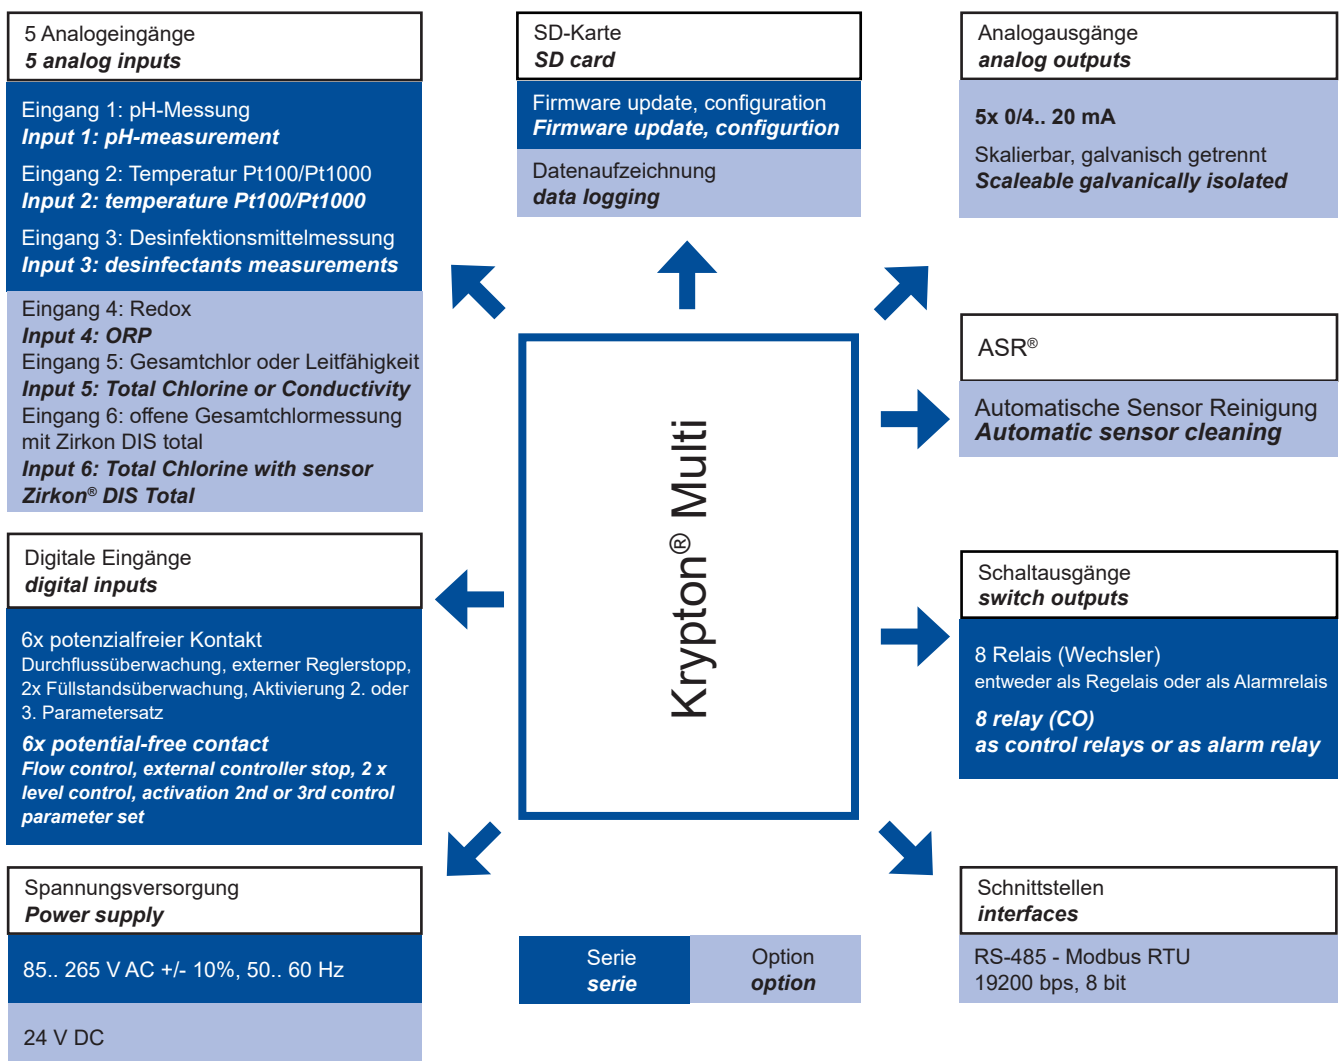 5 Analogeingänge
5 analog inputs
Eingang 1: pH-Messung
Input 1: pH-measurement
Eingang 2: Temperatur Pt100/Pt1000
Input 2: temperature Pt100/Pt1000
Eingang 3: Desinfektionsmittelmessung
Input 3: desinfectants measurements
Eingang 4: Redox
Input 4: ORP
Eingang 5: Gesamtchlor oder Leitfähigkeit
Input 5: Total Chlorine or Conductivity
Eingang 6: offene Gesamtchlormessung
mit Zirkon DIS total
Input 6: Total Chlorine with sensor
Zirkon® DIS Total
Digitale Eingänge
digital inputs
6x potenzialfreier Kontakt
Durchflussüberwachung, externer Reglerstopp,
2x Füllstandsüberwachung, Aktivierung 2. oder
3. Parametersatz
6x potential-free contact
Flow control, external controller stop, 2 x
level control, activation 2nd or 3rd control
parameter set
Spannungsversorgung
Power supply
85.. 265 V AC +/- 10%, 50.. 60 Hz
24 V DC
SD-Karte
SD card
Firmware update, configuration
Firmware update, configurtion
Datenaufzeichnung
data logging
Krypton® Multi
Serie
serie
Option
option
Analogausgänge
analog outputs
5x 0/4.. 20 mA
Skalierbar, galvanisch getrennt
Scaleable galvanically isolated
ASR®
Automatische Sensor Reinigung
Automatic sensor cleaning
Schaltausgänge
switch outputs
8 Relais (Wechsler)
entweder als Regelais oder als Alarmrelais
8 relay (CO)
as control relays or as alarm relay
Schnittstellen
interfaces
RS-485 - Modbus RTU
19200 bps, 8 bit